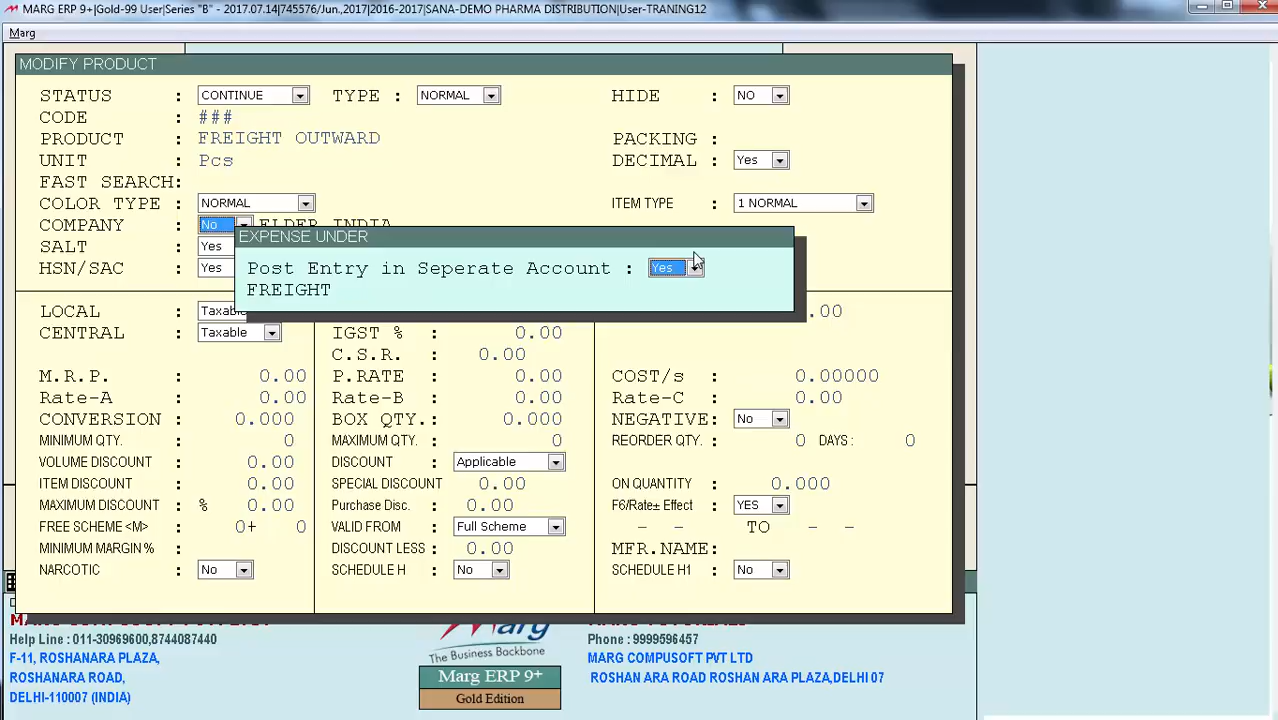 MARG ERP 9+|Gold-99 User|Series "B" - 2017.07.14|745576/Jun.,2017|2016-2017|SANA-DEMO PHARMA DISTRIBUTION|User-TRANING12
Marg
MODIFY PRODUCT
STATUS : CONTINUE TYPE : NORMAL HIDE : NO
CODE : ###
PRODUCT : FREIGHT OUTWARD PACKING :
UNIT : Pcs DECIMAL : Yes
FAST SEARCH:
COLOR TYPE : NORMAL ITEM TYPE : 1 NORMAL
COMPANY : No ELDER INDIA
EXPENSE UNDER
SALT : Yes
HSN/SAC : Yes
Post Entry in Seperate Account : Yes
FREIGHT
LOCAL : Taxable .00
CENTRAL : Taxable IGST % : 0.00
C.S.R. : 0.00
M.R.P. : 0.00 P.RATE : 0.00 COST/s : 0.00000
Rate-A : 0.00 Rate-B : 0.00 Rate-C : 0.00
CONVERSION : 0.000 BOX QTY. : 0.000 NEGATIVE: No
MINIMUM QTY. : 0 MAXIMUM QTY. : 0 REORDER QTY. : 0 DAYS : 0
VOLUME DISCOUNT : 0.00 DISCOUNT : Applicable
ITEM DISCOUNT : 0.00 SPECIAL DISCOUNT : 0.00 ON QUANTITY : 0.000
MAXIMUM DISCOUNT : % 0.00 Purchase Disc. : 0.00 F6/Rate± Effect : YES
FREE SCHEME <M> : 0+ 0 VALID FROM : Full Scheme - - TO - -
MINIMUM MARGIN % : DISCOUNT LESS : 0.00 MFR.NAME:
NARCOTIC : No SCHEDULE H : No SCHEDULE H1 : No
Help Line : 011-30969600,8744087440
F-11, ROSHANARA PLAZA,
ROSHANARA ROAD,
DELHI-110007 (INDIA)
Marg
The Business Backbone
Marg ERP 9+
Gold Edition
Phone : 9999596457
MARG COMPUSOFT PVT LTD
ROSHAN ARA ROAD ROSHAN ARA PLAZA,DELHI 07